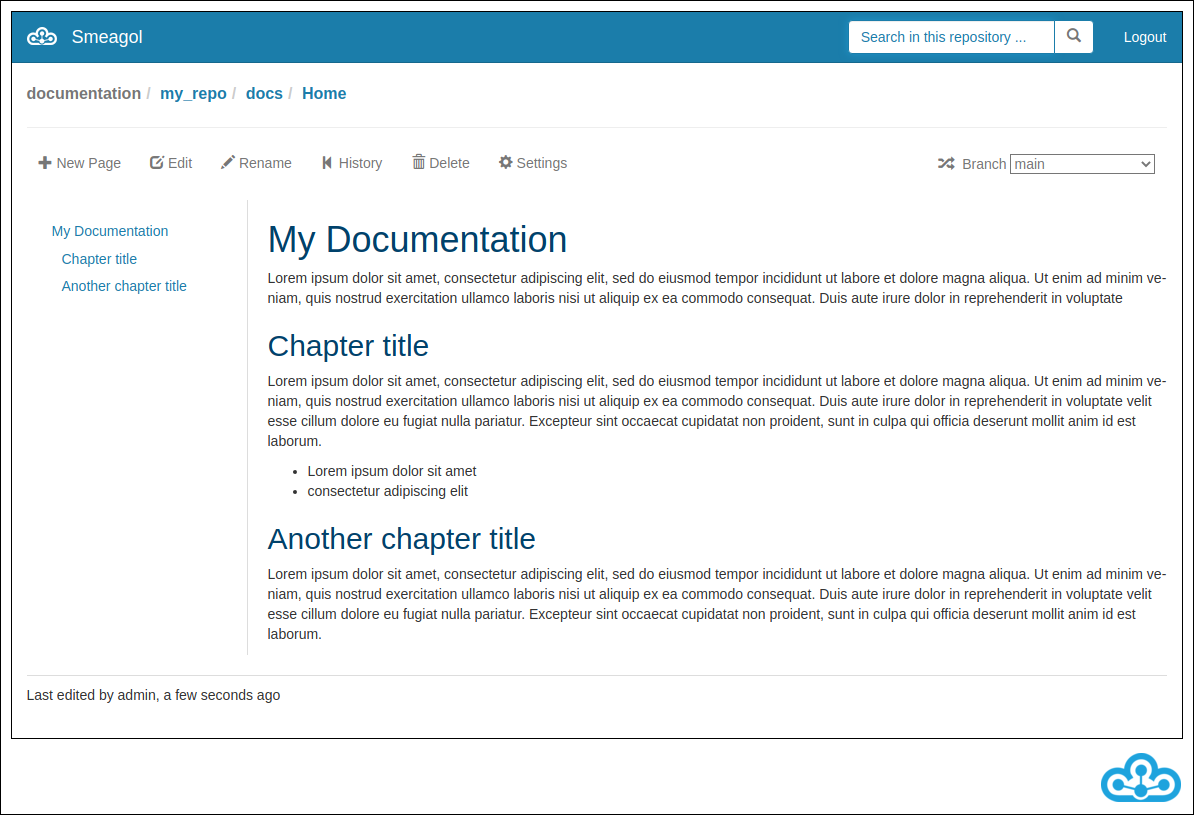 Smeagol
Search in this repository ...
Logout
documentation / my_repo / docs / Home
New Page Edit Rename History Delete Settings Branch main
My Documentation
Chapter title
Another chapter title
My Documentation
Lorem ipsum dolor sit amet, consectetur adipiscing elit, sed do eiusmod tempor incididunt ut labore et dolore magna aliqua. Ut enim ad minim ve-
niam, quis nostrud exercitation ullamco laboris nisi ut aliquip ex ea commodo consequat. Duis aute irure dolor in reprehenderit in voluptate
Chapter title
Lorem ipsum dolor sit amet, consectetur adipiscing elit, sed do eiusmod tempor incididunt ut labore et dolore magna aliqua. Ut enim ad minim ve-
niam, quis nostrud exercitation ullamco laboris nisi ut aliquip ex ea commodo consequat. Duis aute irure dolor in reprehenderit in voluptate velit
esse cillum dolore eu fugiat nulla pariatur. Excepteur sint occaecat cupidatat non proident, sunt in culpa qui officia deserunt mollit anim id est
laborum.
• Lorem ipsum dolor sit amet
• consectetur adipiscing elit
Another chapter title
Lorem ipsum dolor sit amet, consectetur adipiscing elit, sed do eiusmod tempor incididunt ut labore et dolore magna aliqua. Ut enim ad minim ve-
niam, quis nostrud exercitation ullamco laboris nisi ut aliquip ex ea commodo consequat. Duis aute irure dolor in reprehenderit in voluptate velit
esse cillum dolore eu fugiat nulla pariatur. Excepteur sint occaecat cupidatat non proident, sunt in culpa qui officia deserunt mollit anim id est
laborum.
Last edited by admin, a few seconds ago